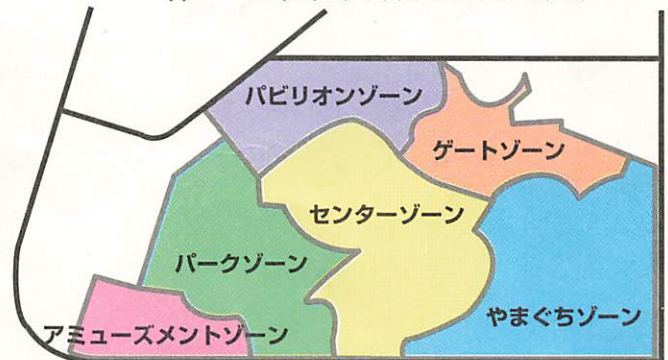 パビリオンゾーン
ゲートゾーン
センターゾーン
パークゾーン
やまぐちゾーン
アミューズメントゾーン